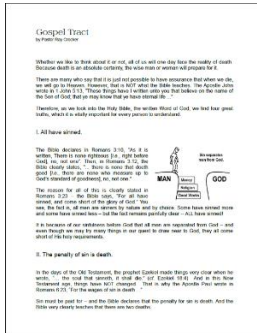 Gospel Tract
by Pastor Ray
Whether we like to think about it or not, all of us will one day face the reality of death.
Because death is an absolute certainty, the wise man or woman will prepare for it.
There are many who say that it is just not possible to have assurance that when we die,
we will go to Heaven. However, that is NOT what the Bible teaches. The Apostle John
wrote in 1 John 5:13, "These things have I written unto you that believe on the name of
the Son of God; that ye may know that ye have eternal life ..."
Therefore, as we look into the Holy Bible, the written Word of God, we find four great
truths, which it is vitally important for every person to understand.
I. All have sinned.
The Bible declares in Romans 3:10, "As it is
written, There is none righteous [i.e., right before
God], no, not one". Then, in Romans 3:12, the
Bible clearly states, "... there is none that doeth
good [i.e., there are none who measure up to
God's standard of goodness], no, not one."
The reason for all of this is clearly stated in
Romans 3:23 - the Bible says, "For all have
sinned, and come short of the glory of God." You
see, the fact is, all men are sinners by nature and by choice. Some have sinned more
and some have sinned less – but the fact remains painfully clear – ALL have sinned!
It is because of our sinfulness before God that all men are separated from God – and
even though we may try many things in our quest to draw near to God, they all come
short of His holy requirements.
Sin separates
man from God.
MAN
GOD
Money
Religion
Good Works
II. The penalty of sin is death.
In the days of the Old Testament, the prophet Ezekiel made things very clear when he
wrote, "... the soul that sinneth, it shall die." (cf Ezekiel 18:4) And in this New
Testament age, things have NOT changed. That is why the Apostle Paul wrote in
Romans 6:23, "For the wages of sin is death ..."
Sin must be paid for – and the Bible declares that the penalty for sin is death. And the
Bible very clearly teaches that there are two deaths.